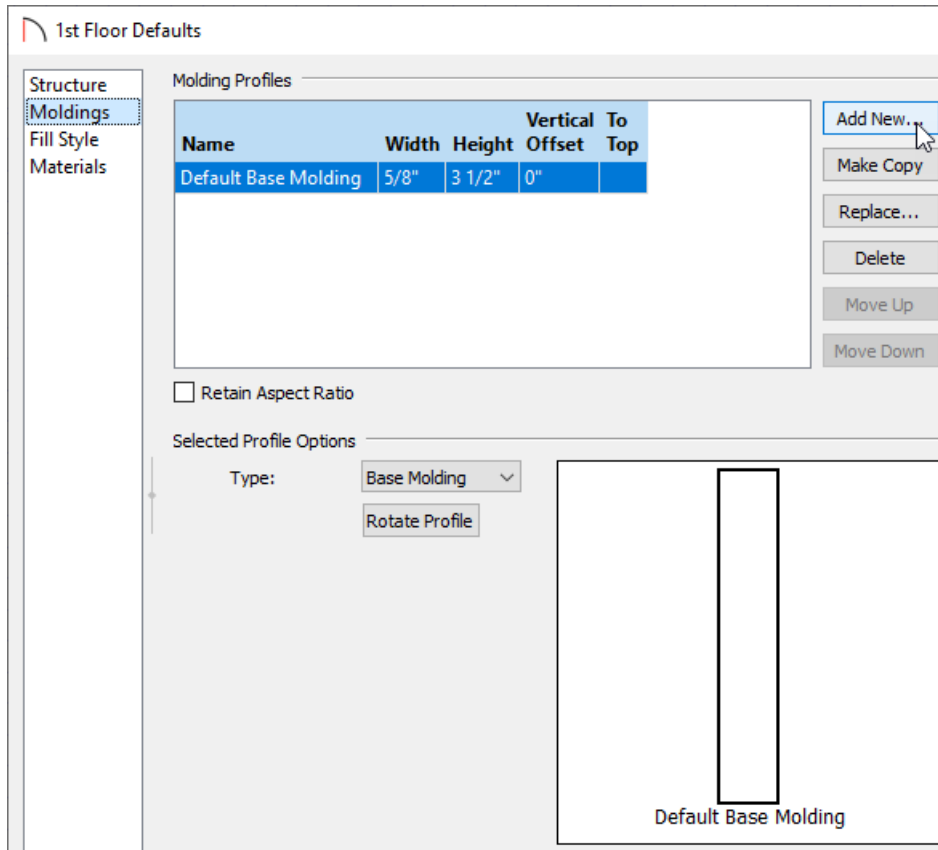 1st Floor Defaults
Structure
Moldings
Fill Style
Materials
Molding Profiles
Name Width Height Vertical Offset To Top
Default Base Molding 5/8" 3 1/2" 0"
Add New...
Make Copy
Replace...
Delete
Move Up
Move Down
Retain Aspect Ratio
Selected Profile Options
Type: Base Molding
Rotate Profile
Default Base Molding